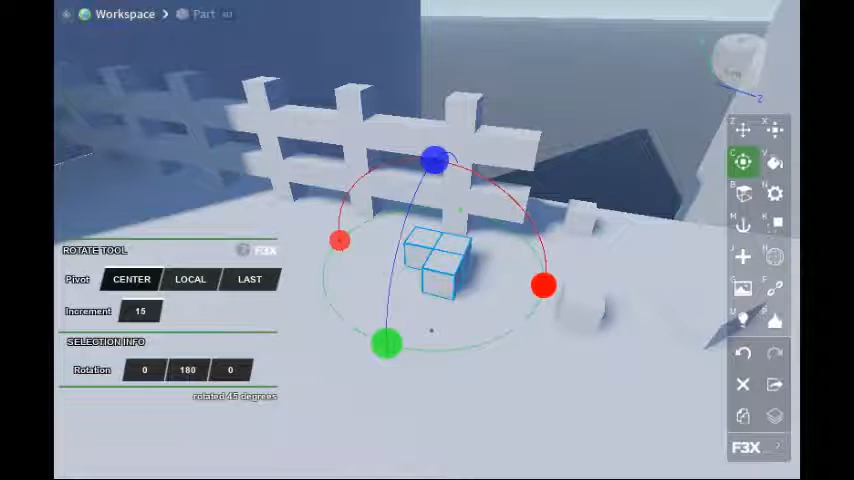 Workspace > Part
Z X
C V
B N
M K
J H
G F
U P
ROTATE TOOL F3X
Pivot CENTER LOCAL LAST
Increment 15
SELECTION INFO
Rotation 0 180 0
rotated 45 degrees
F3X ?
Z